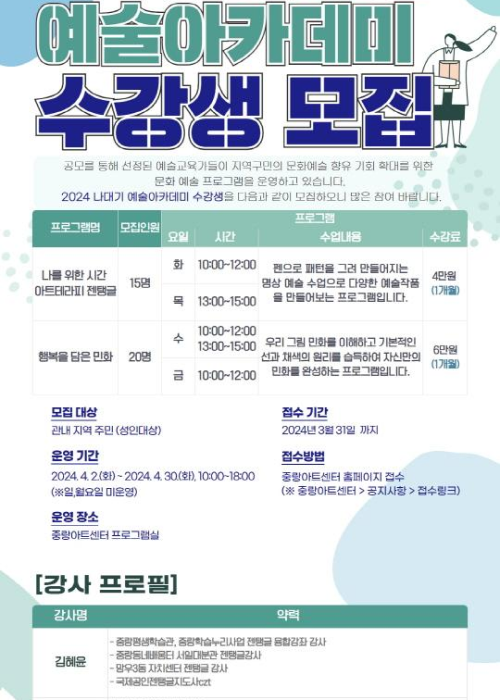 예술아카데미
수강생 모집
공모를 통해 선정된 예술교육가들이 지역구민의 문화예술 향유 기회 확대를 위한
문화 예술 프로그램을 운영하고 있습니다.
2024 나대기 예술아카데미 수강생을 다음과 같이 모집하오니 많은 참여 바랍니다.
프로그램명 모집인원 프로그램
요일 시간 수업내용 수강료
나를 위한 시간
아트테라피 젠탱글
15명
화 10:00~12:00
목 13:00~15:00
펜으로 패턴을 그려 만들어지는
명상 예술 수업으로 다양한 예술작품
을 만들어보는 프로그램입니다.
4만원
(1개월)
행복을 담은 민화
20명
수 10:00~12:00
13:00~15:00
금 10:00~12:00
우리 그림 민화를 이해하고 기본적인
선과 채색의 원리를 습득하여 자신만의
민화를 완성하는 프로그램입니다.
6만원
(1개월)
모집 대상
관내 지역 주민 (성인대상)
운영 기간
2024. 4. 2.(화) ~ 2024. 4. 30.(화), 10:00~18:00
(※일,월요일 미운영)
운영 장소
중랑아트센터 프로그램실
접수 기간
2024년 3월 31일 까지
접수방법
중랑아트센터 홈페이지 접수
(※ 중랑아트센터 > 공지사항 > 접수링크)
[강사 프로필]
강사명 약력
김혜윤
- 중랑평생학습관, 중랑학습누리사업 젠탱글 융합강좌 강사
- 중랑동네배움터 서일대본관 젠탱글강사
- 망우3동 자치센터 젠탱글 강사
- 국제공인젠탱글지도사czt